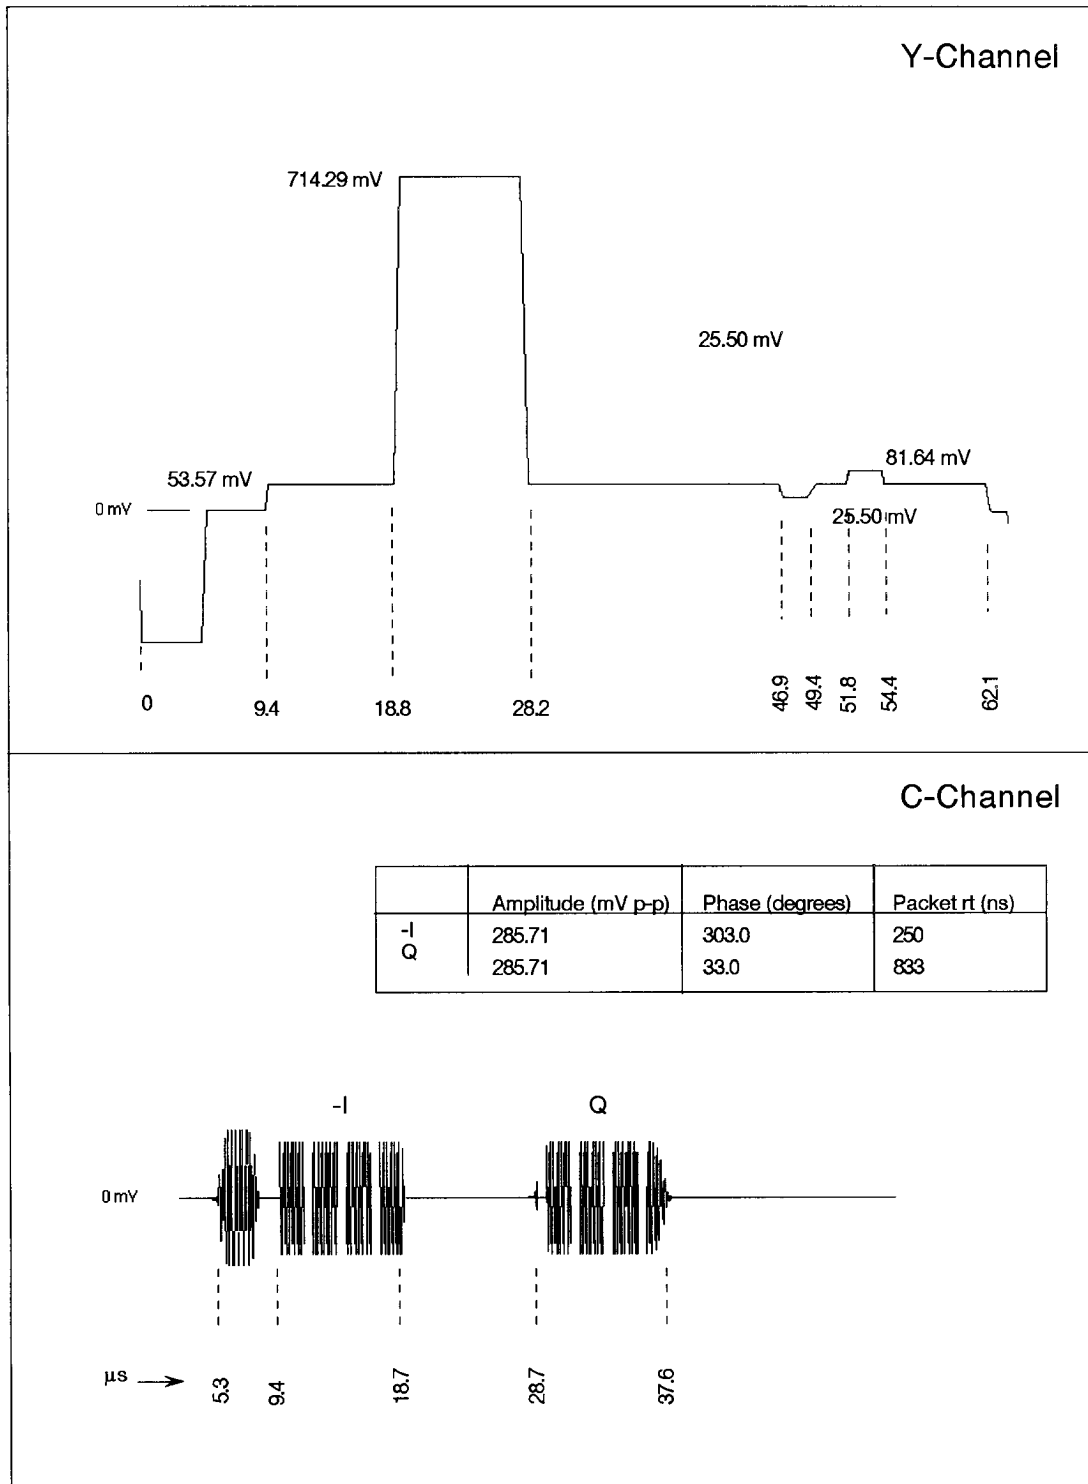 Y-Channel
714.29 mV
25.50 mV
53.57 mV
81.64 mV
0 mV
25.50 mV
0 9.4 18.8 28.2 46.9 49.4 51.8 54.4 62.1
C-Channel
Amplitude (mV p-p) Phase (degrees) Packet rt (ns)
-I 285.71 303.0 250
Q 285.71 33.0 833
-I Q
0 mV
µs 5.3 9.4 18.7 28.7 37.6